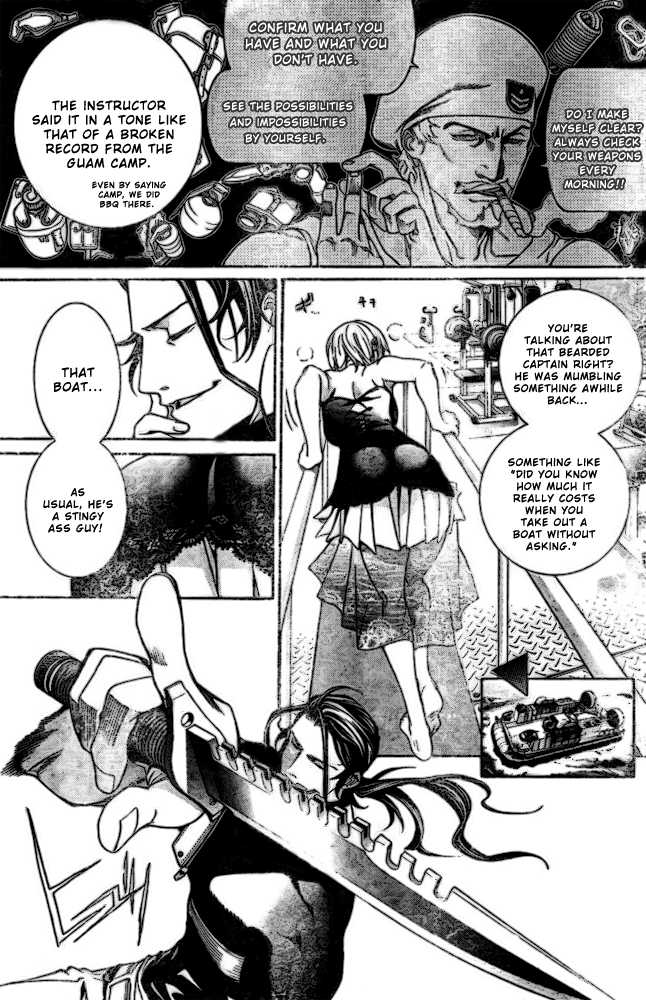 CONFIRM WHAT YOU
HAVE AND WHAT YOU
DON'T HAVE.
SEE THE POSSIBILITIES
AND IMPOSSIBILITIES
BY YOURSELF.
DO I MAKE
MYSELF CLEAR?
ALWAYS CHECK
YOUR WEAPONS
EVERY
MORNING!!
THE INSTRUCTOR
SAID IT IN A TONE LIKE
THAT OF A BROKEN
RECORD FROM THE
GUAM CAMP.
EVEN BY SAYING
CAMP, WE DID
BBQ THERE.
YOU'RE
TALKING ABOUT
THAT BEARDED
CAPTAIN RIGHT?
HE WAS MUMBLING
SOMETHING AWHILE
BACK...
SOMETHING LIKE
"DID YOU KNOW
HOW MUCH IT
REALLY COSTS
WHEN YOU
TAKE OUT A
BOAT WITHOUT
ASKING."
THAT
BOAT...
AS
USUAL, HE'S
A STINGY
ASS GUY!